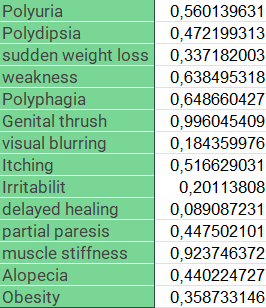 Polyuria 0,560139631
Polydipsia 0,472199313
sudden weight loss 0,337182003
weakness 0,638495318
Polyphagia 0,648660427
Genital thrush 0,996045409
visual blurring 0,184359976
Itching 0,516629031
Irritabilit 0,20113808
delayed healing 0,089087231
partial paresis 0,447502101
muscle stiffness 0,923746372
Alopecia 0,440224727
Obesity 0,358733146